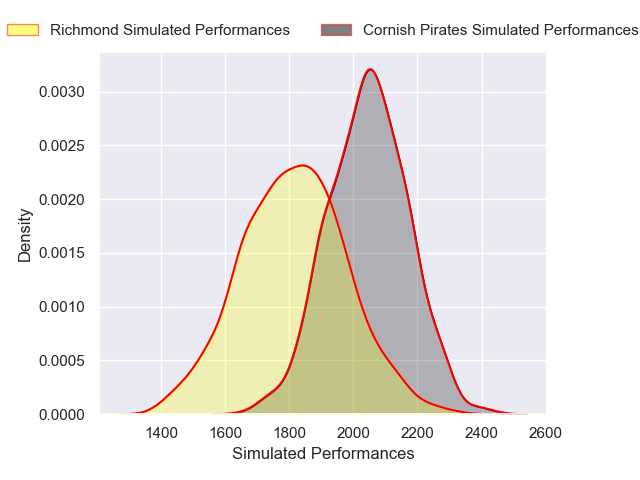 Richmond Simulated Performances
Cornish Pirates Simulated Performances
0.0030
0.0025
0.0020
0.0015
0.0010
0.0005
0.0000
Density
1400 1600 1800 2000 2200 2400 2600
Simulated Performances